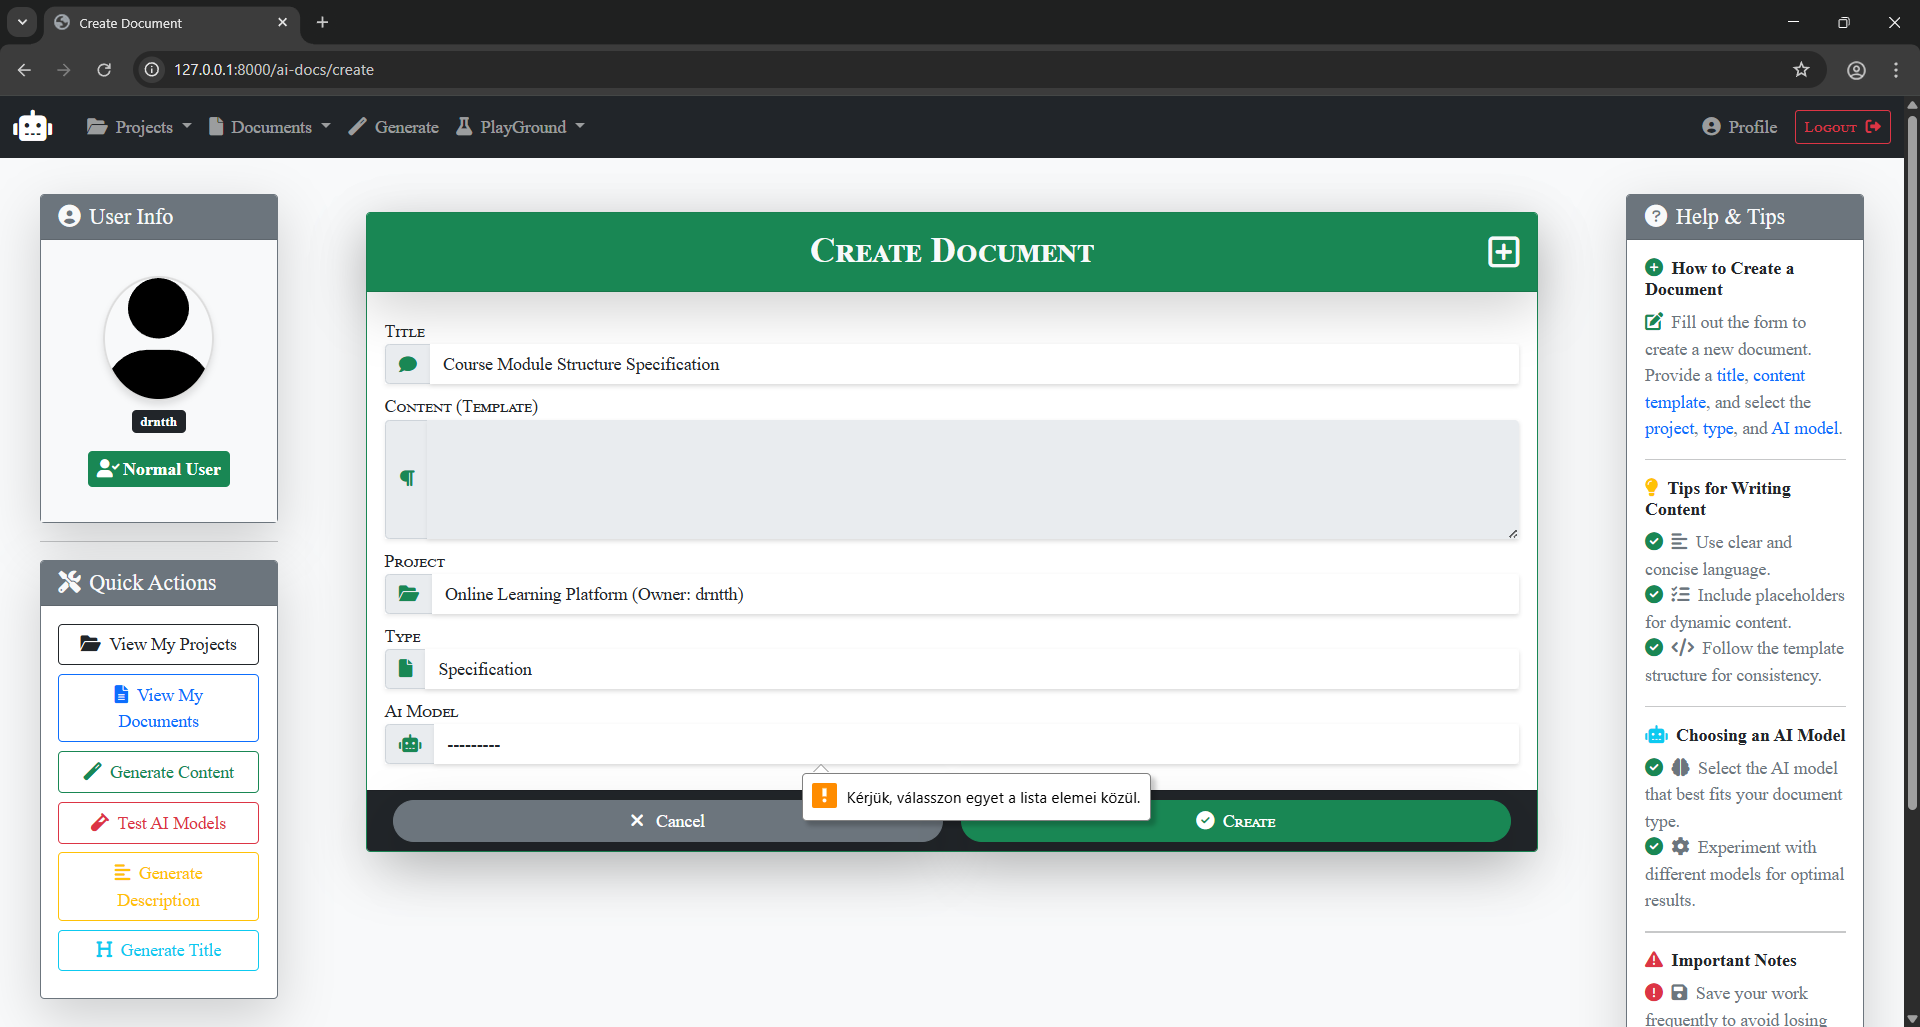 Create Document
127.0.0.1:8000/ai-docs/create
Projects
Documents
Generate
PlayGround
Profile
Logout
User Info
drntth
Normal User
Quick Actions
View My Projects
View My
Documents
Generate Content
Test AI Models
Generate
Description
Generate Title
Create Document
Title
Course Module Structure Specification
Content (Template)
Project
Online Learning Platform (Owner: drntth)
Type
Specification
Ai Model
---------
Kérjük, válasszon egyet a lista elemei közül.
Cancel
Create
Help & Tips
How to Create a
Document
Fill out the form to
create a new document.
Provide a title, content
template, and select the
project, type, and AI model.
Tips for Writing
Content
Use clear and
concise language.
Include placeholders
for dynamic content.
Follow the template
structure for consistency.
Choosing an AI Model
Select the AI model
that best fits your document
type.
Experiment with
different models for optimal
results.
Important Notes
Save your work
frequently to avoid losing